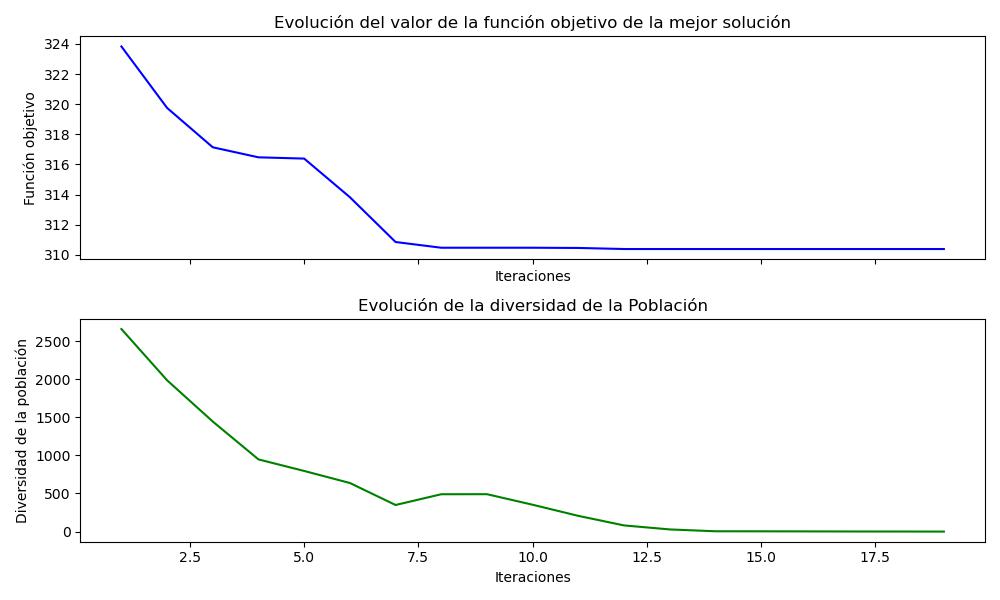 Evolución del valor de la función objetivo de la mejor solución
324
322
320
318
316
314
312
310
Función objetivo
Iteraciones
Evolución de la diversidad de la Población
2500
2000
1500
1000
500
0
Diversidad de la población
2.5 5.0 7.5 10.0 12.5 15.0 17.5
Iteraciones